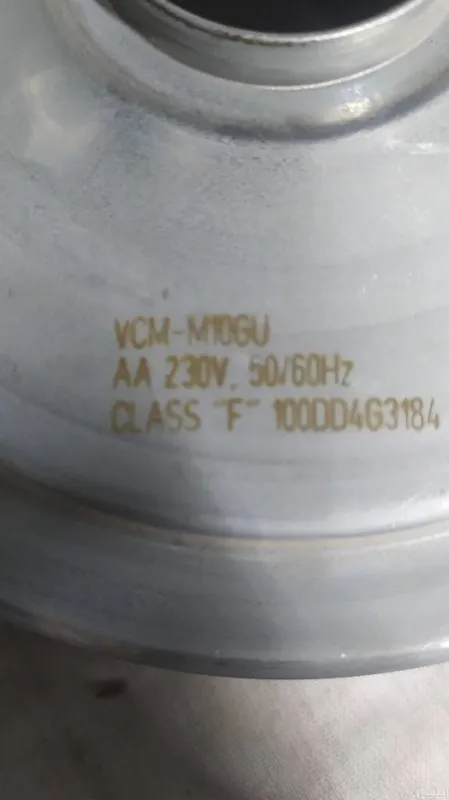 VCM-M10GU
AA 230V, 50/60Hz
CLASS "F" 100DD4G3184